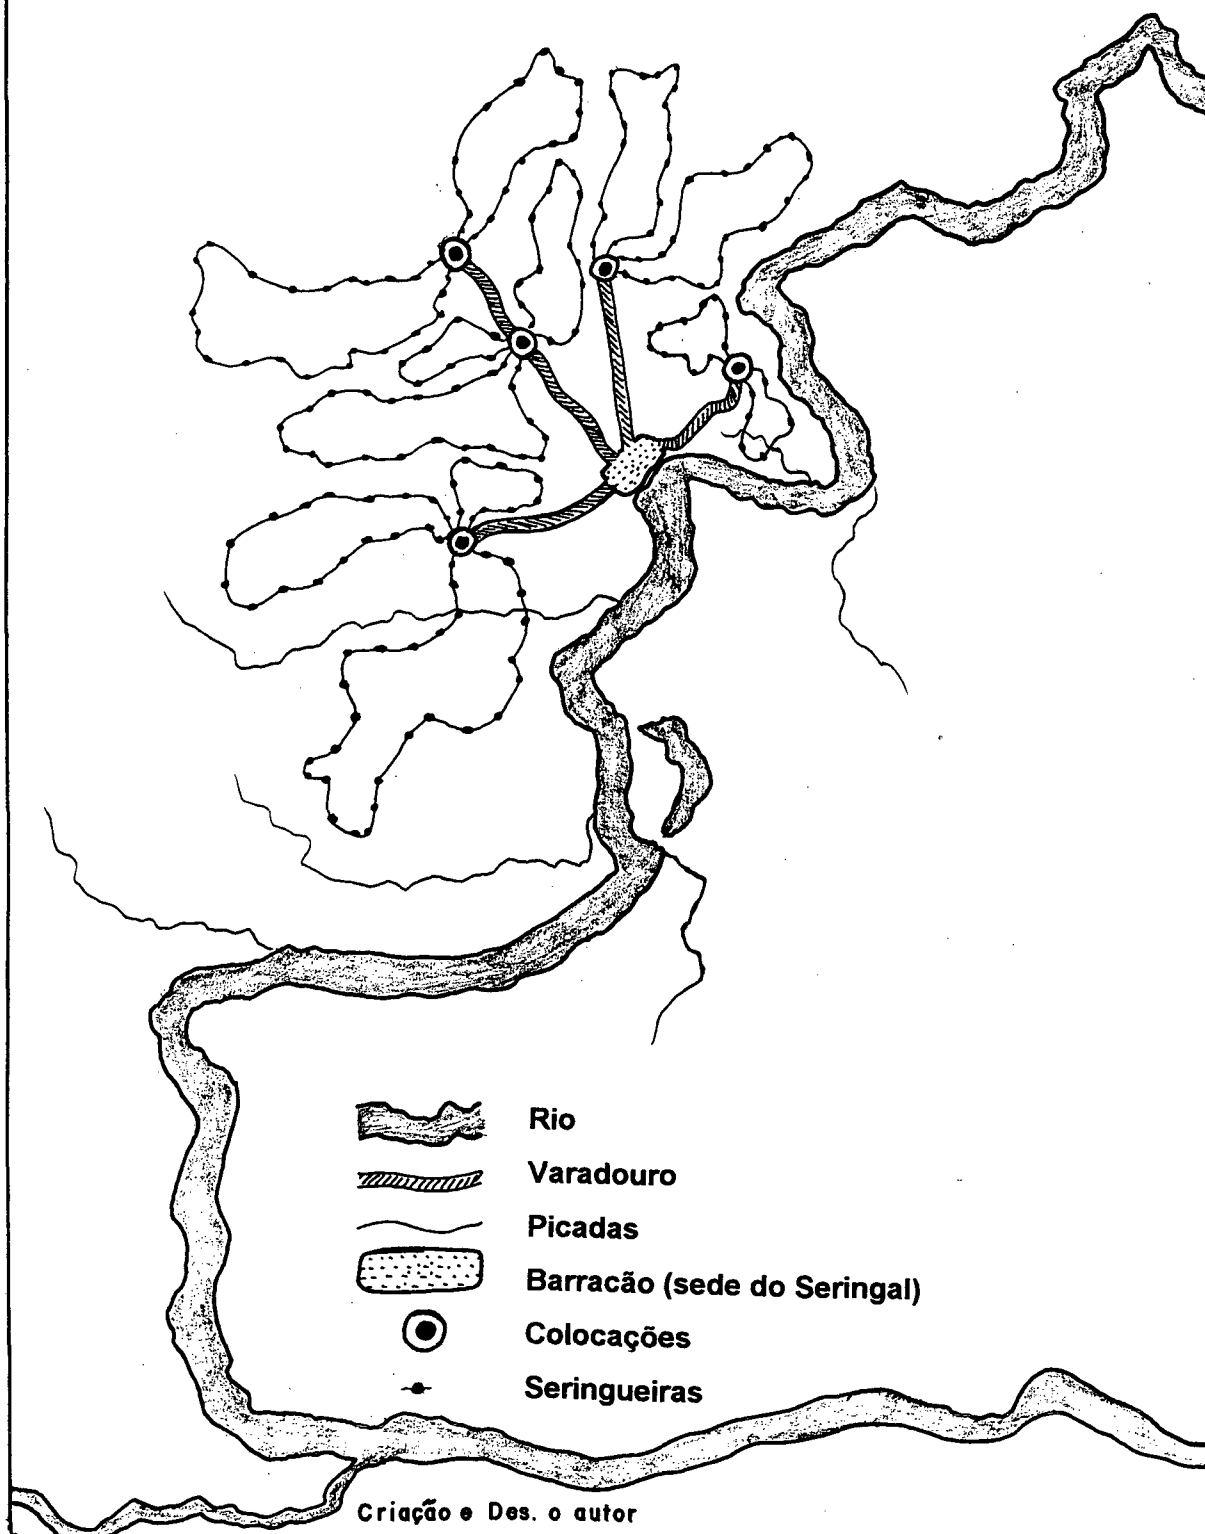 Rio
Varadouro
Picadas
Barracão (sede do Seringal)
Colocações
Seringueiras
Criação e Des. o autor